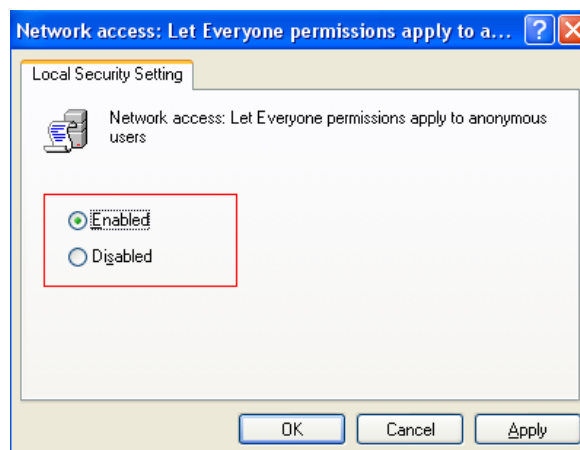 Network access: Let Everyone permissions apply to a...
Local Security Setting
Network access: Let Everyone permissions apply to anonymous
users
Enabled
Disabled
OK Cancel Apply